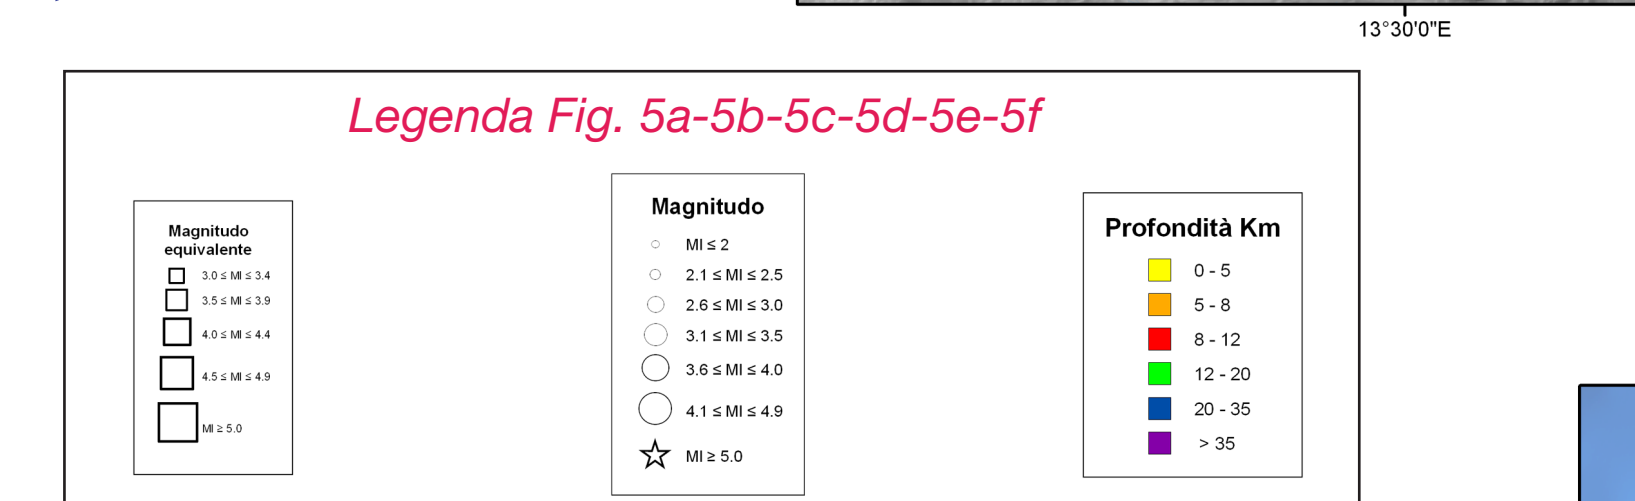 13°30'0"E
Legenda Fig. 5a-5b-5c-5d-5e-5f
Magnitudo
equivalente
3.0 ≤ Ml ≤ 3.4
3.5 ≤ Ml ≤ 3.9
4.0 ≤ Ml ≤ 4.4
4.5 ≤ Ml ≤ 4.9
Ml ≥ 5.0
Magnitudo
Ml ≤ 2
2.1 ≤ Ml ≤ 2.5
2.6 ≤ Ml ≤ 3.0
3.1 ≤ Ml ≤ 3.5
3.6 ≤ Ml ≤ 4.0
4.1 ≤ Ml ≤ 4.9
Ml ≥ 5.0
Profondità Km
0 - 5
5 - 8
8 - 12
12 - 20
20 - 35
> 35